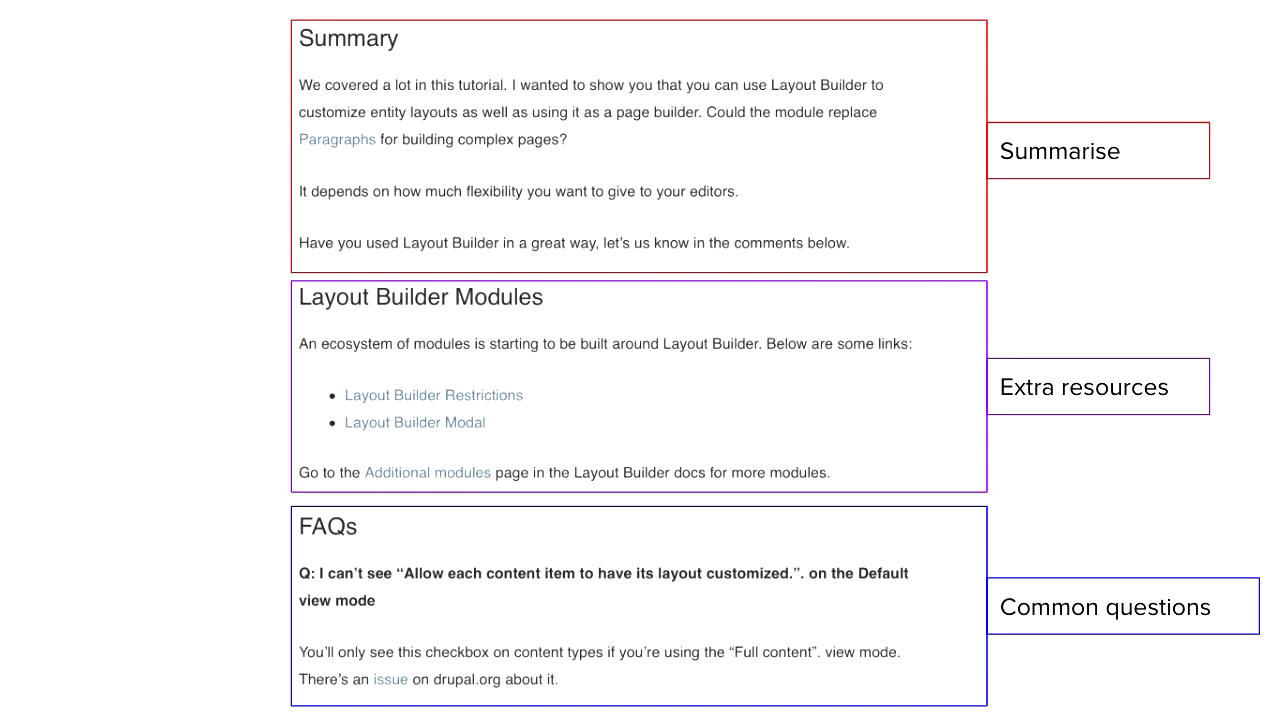 Summary
We covered a lot in this tutorial. I wanted to show you that you can use Layout Builder to
customize entity layouts as well as using it as a page builder. Could the module replace
Paragraphs for building complex pages?
It depends on how much flexibility you want to give to your editors.
Have you used Layout Builder in a great way, let’s us know in the comments below.
Summarise
Layout Builder Modules
An ecosystem of modules is starting to be built around Layout Builder. Below are some links:
• Layout Builder Restrictions
• Layout Builder Modal
Go to the Additional modules page in the Layout Builder docs for more modules.
Extra resources
FAQs
Q: I can’t see “Allow each content item to have its layout customized.”. on the Default
view mode
You’ll only see this checkbox on content types if you’re using the “Full content”. view mode.
There’s an issue on drupal.org about it.
Common questions